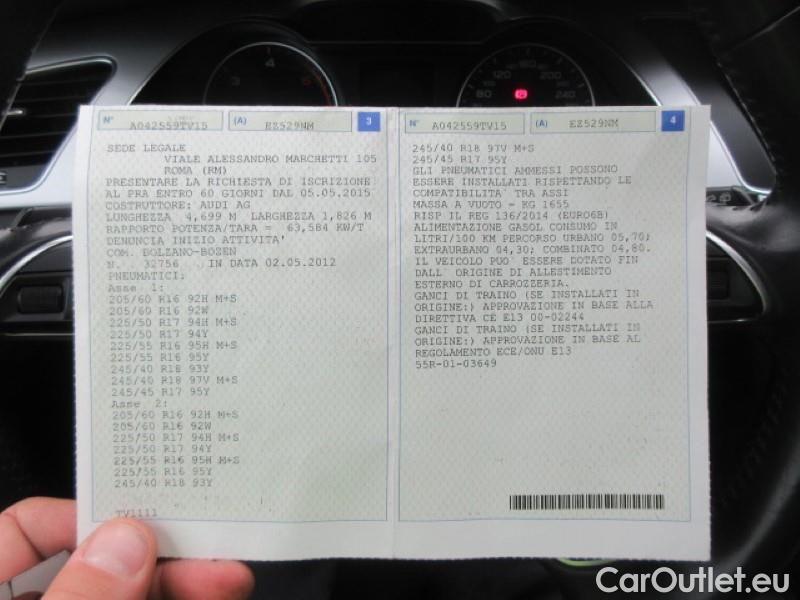 3 4 6
80 120 160 200 240
N° A042559TV15 (A) EZ529NM 3
SEDE LEGALE
VIALE ALESSANDRO MARCHETTI 105
ROMA (RM)
PRESENTARE LA RICHIESTA DI ISCRIZIONE
AL PRA ENTRO 60 GIORNI DAL 05.05.2015
COSTRUTTORE: AUDI AG
LUNGHEZZA 4,699 M LARGHEZZA 1,826 M
RAPPORTO POTENZA/TARA = 63,584 KW/T
DENUNCIA INIZIO ATTIVITA'
COM. BOLZANO-BOZEN
N. 32756 IN DATA 02.05.2012
PNEUMATICI:
Asse 1:
205/60 R16 92H M+S
205/60 R16 92W
225/50 R17 94H M+S
225/50 R17 94Y
225/55 R16 95H M+S
225/55 R16 95Y
245/40 R18 93Y
245/40 R18 97V M+S
245/45 R17 95Y
Asse 2:
205/60 R16 92H M+S
205/60 R16 92W
225/50 R17 94H M+S
225/50 R17 94Y
225/55 R16 95H M+S
225/55 R16 95Y
245/40 R18 93Y
TV1111
N° A042559TV15 (A) EZ529NM 4
245/40 R18 97V M+S
245/45 R17 95Y
GLI PNEUMATICI AMMESSI POSSONO
ESSERE INSTALLATI RISPETTANDO LE
COMPATIBILITA' TRA ASSI
MASSA A VUOTO - KG 1655
RISP IL REG 136/2014 (EURO6B)
ALIMENTAZIONE GASOL CONSUMO IN
LITRI/100 KM PERCORSO URBANO 05,70;
EXTRAURBANO 04,30; COMBINATO 04,80.
IL VEICOLO PUO' ESSERE DOTATO FIN
DALL' ORIGINE DI ALLESTIMENTO
ESTERNO DI CARROZZERIA.
GANCI DI TRAINO (SE INSTALLATI IN
ORIGINE:) APPROVAZIONE IN BASE ALLA
DIRETTIVA CE E13 00-02244
GANCI DI TRAINO (SE INSTALLATI IN
ORIGINE:) APPROVAZIONE IN BASE AL
REGOLAMENTO ECE/ONU E13
55R-01-03649
CarOutlet.eu